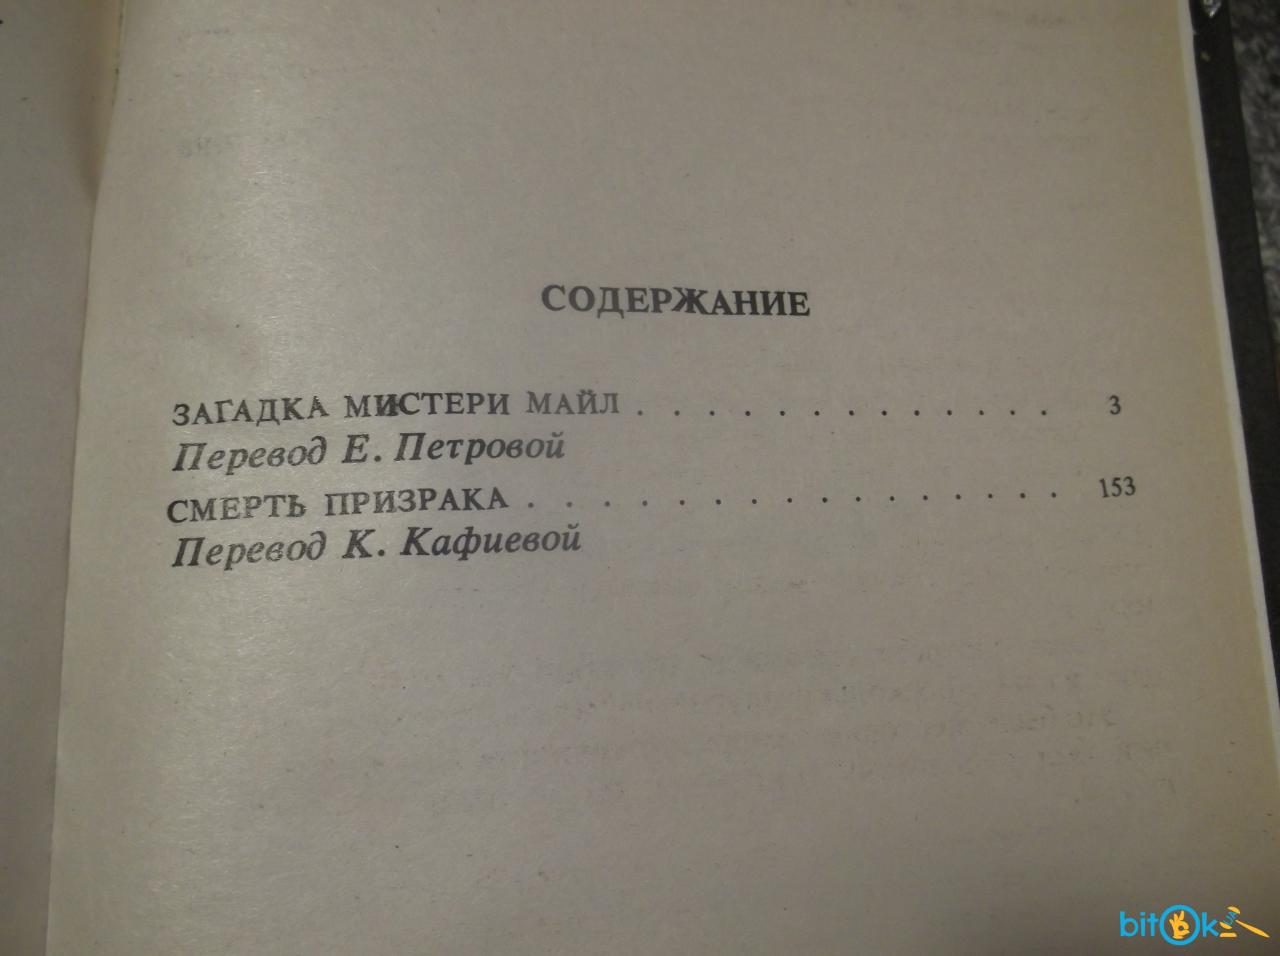 СОДЕРЖАНИЕ
ЗАГАДКА МИСТЕРИ МАЙЛ . . . . . . . . . . . . . 3
Перевод Е. Петровой
СМЕРТЬ ПРИЗРАКА . . . . . . . . . . . . . . . . 153
Перевод К. Кафиевой
bitOk